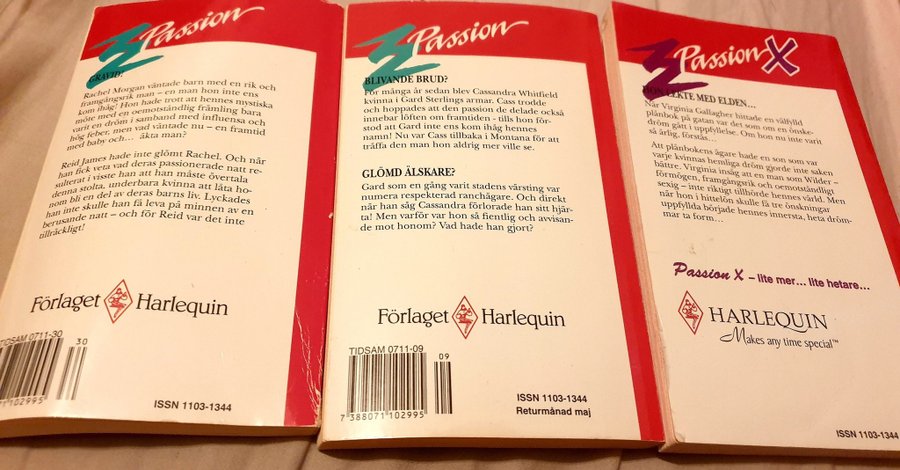 Passion
GRAVID?
Rachel Morgan väntade barn med en rik och
framgångsrik man – en man hon inte ens
kom ihåg! Hon hade trott att hennes mystiska
möte med en oemotståndlig främling bara
varit en dröm i samband med influensa och
hög feber, men vad väntade nu – en framtid
med baby och... äkta man?
Reid James hade inte glömt Rachel. Och när
han fick veta vad deras passionerade natt re-
sulterat i visste han att han måste övertala
denna stolta, underbara kvinna att låta ho-
nom bli en del av deras barns liv. Lyckades
han inte skulle han få leva på minnen av en
berusande natt – och för Reid var det inte
tillräckligt!
Förlaget Harlequin
TIDSAM 0711-30
30
102995
ISSN 1103-1344
Passion
BLIVANDE BRUD?
För många år sedan blev Cassandra Whitfield
kvinna i Gard Sterlings armar. Cass trodde
och hoppades att den passion de delade också
innebar löften om framtiden - tills hon för-
stod att Gard inte ens kom ihåg hennes
namn! Nu var Cass tillbaka i Montana för att
träffa den man hon aldrig mer ville se.
GLÖMD ÄLSKARE?
Gard som en gång varit stadens värsting var
numera respekterad ranchägare. Och direkt
när han såg Cassandra förlorade han sitt hjär-
ta! Men varför var hon så fientlig och avvisan-
de mot honom? Vad hade han gjort?
Förlaget Harlequin
TIDSAM 0711-09
09
7 388071 102995
ISSN 1103-1344
Returmånad maj
Passion X
HON LEKTE MED ELDEN...
När Virginia Gallagher hittade en välfylld
plånbok på gatan var det som om en önske-
dröm gått i uppfyllelse. Om hon nu inte varit
så ärlig, förstås...
Att plånbokens ägare hade en son som var
varje kvinnas hemliga dröm gjorde inte saken
bättre. Virginia insåg att en man som Wilder –
förmögen, framgångsrik och oemotståndligt
sexig – inte riktigt tillhörde hennes värld. Men
när hon i hittelön skulle få tre önskningar
uppfyllda började hennes innersta, heta dröm-
mar ta form...
Passion X – lite mer... lite hetare...
HARLEQUIN
Makes any time special™
ISSN 1103-1344